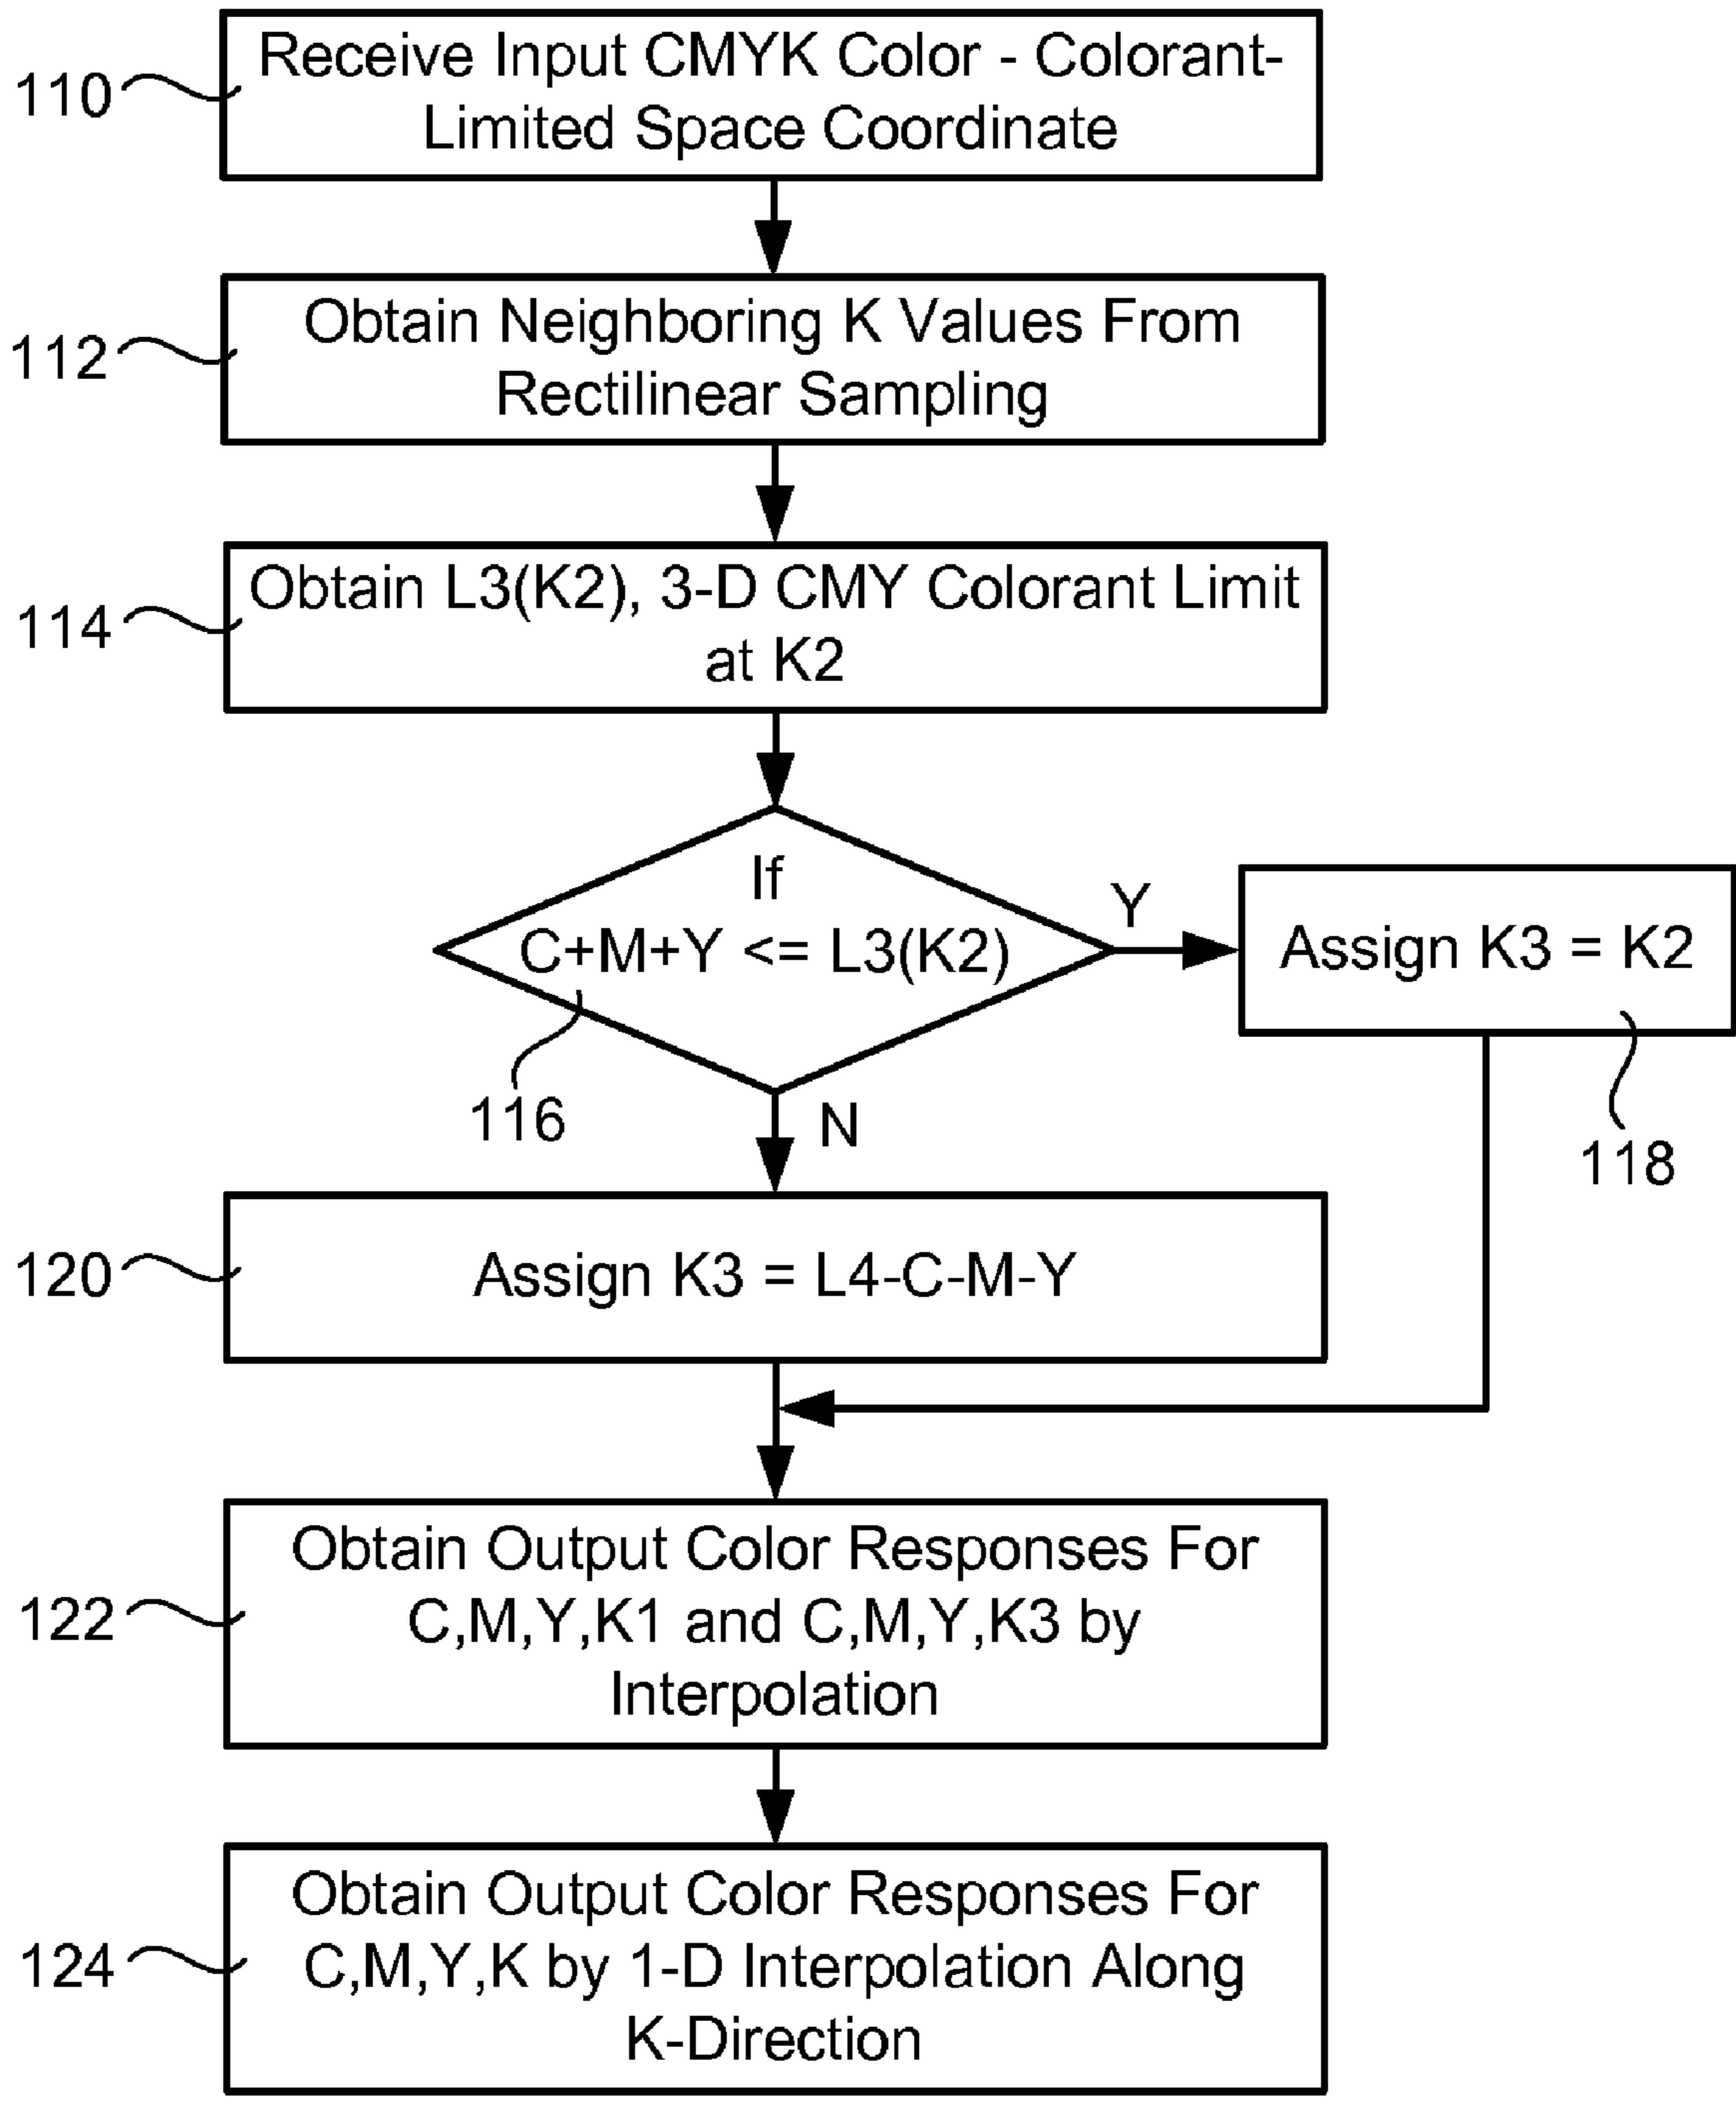 110
Receive Input CMYK Color - Colorant-
Limited Space Coordinate
112
Obtain Neighboring K Values From
Rectilinear Sampling
114
Obtain L3(K2), 3-D CMY Colorant Limit
at K2
If
C+M+Y <= L3(K2)
116
Y
Assign K3 = K2
118
N
120
Assign K3 = L4-C-M-Y
122
Obtain Output Color Responses For
C,M,Y,K1 and C,M,Y,K3 by
Interpolation
124
Obtain Output Color Responses For
C,M,Y,K by 1-D Interpolation Along
K-Direction